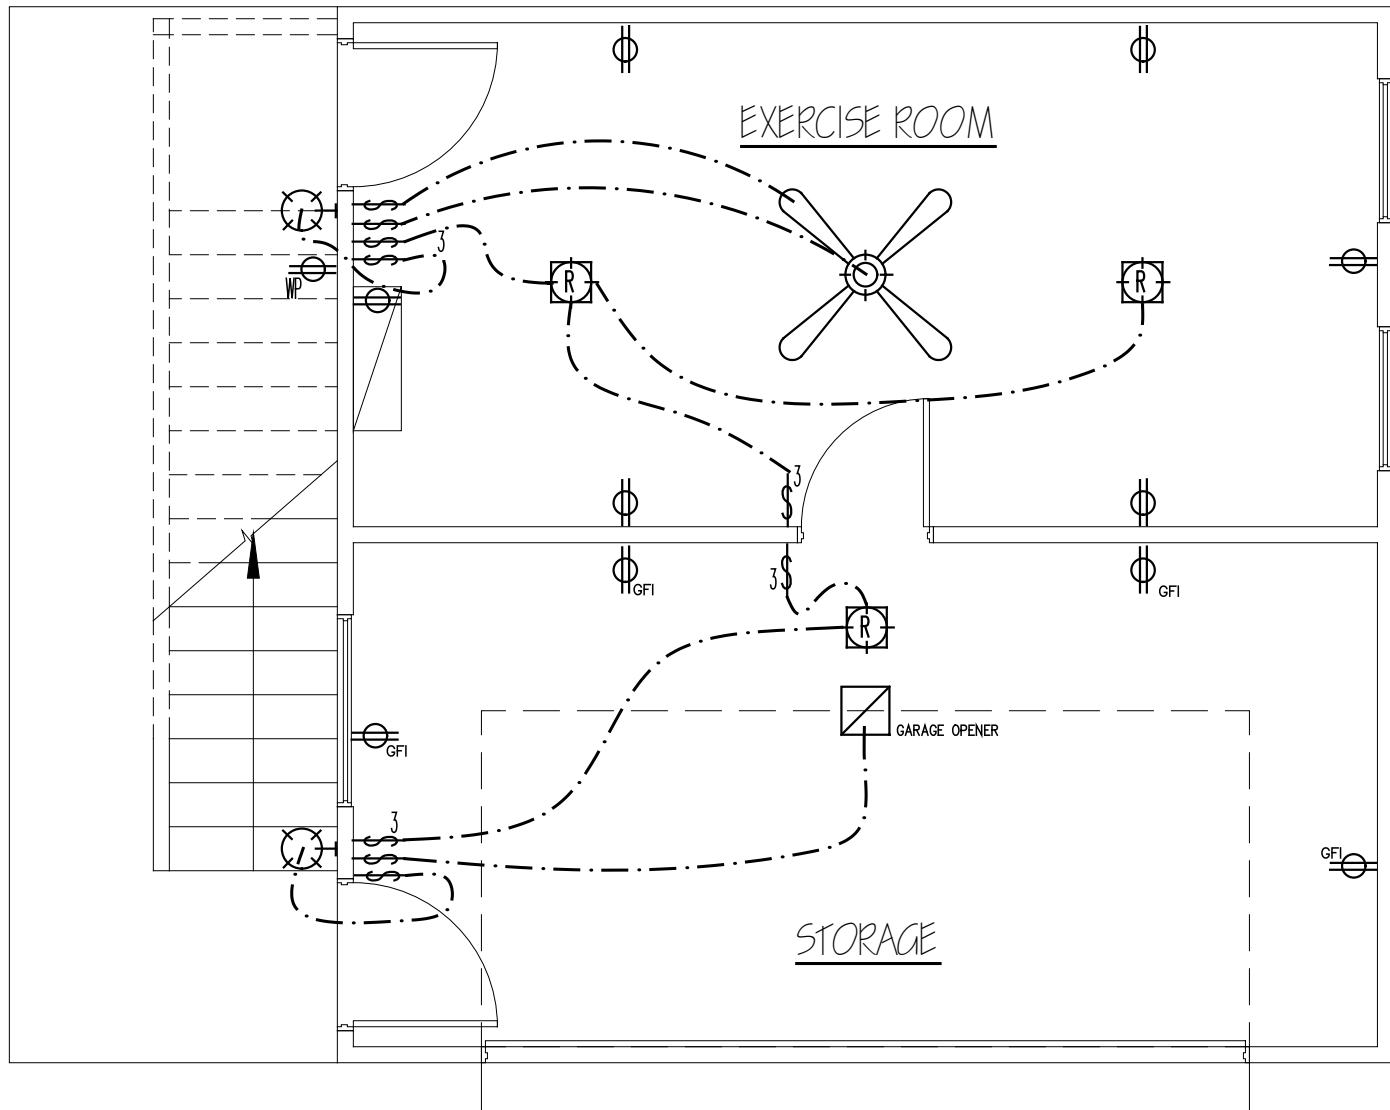 EXERCISE ROOM
3
WP
R
R
3
3
GFI
GFI
R
GARAGE OPENER
GFI
3
GFI
STORAGE